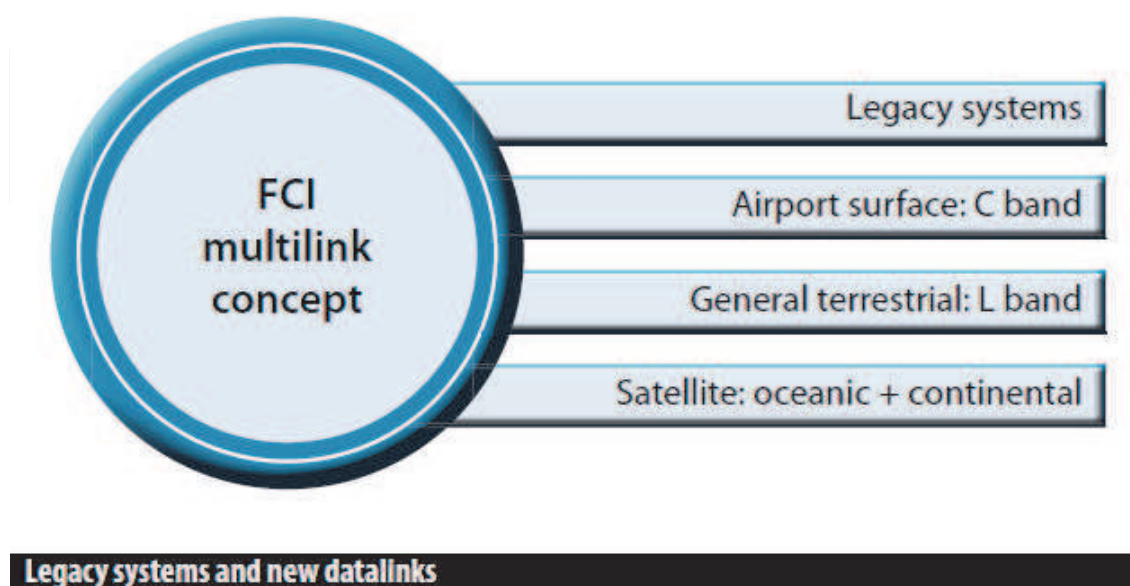 FCI
multilink
concept
Legacy systems
Airport surface: C band
General terrestrial: L band
Satellite: oceanic + continental
Legacy systems and new datalinks